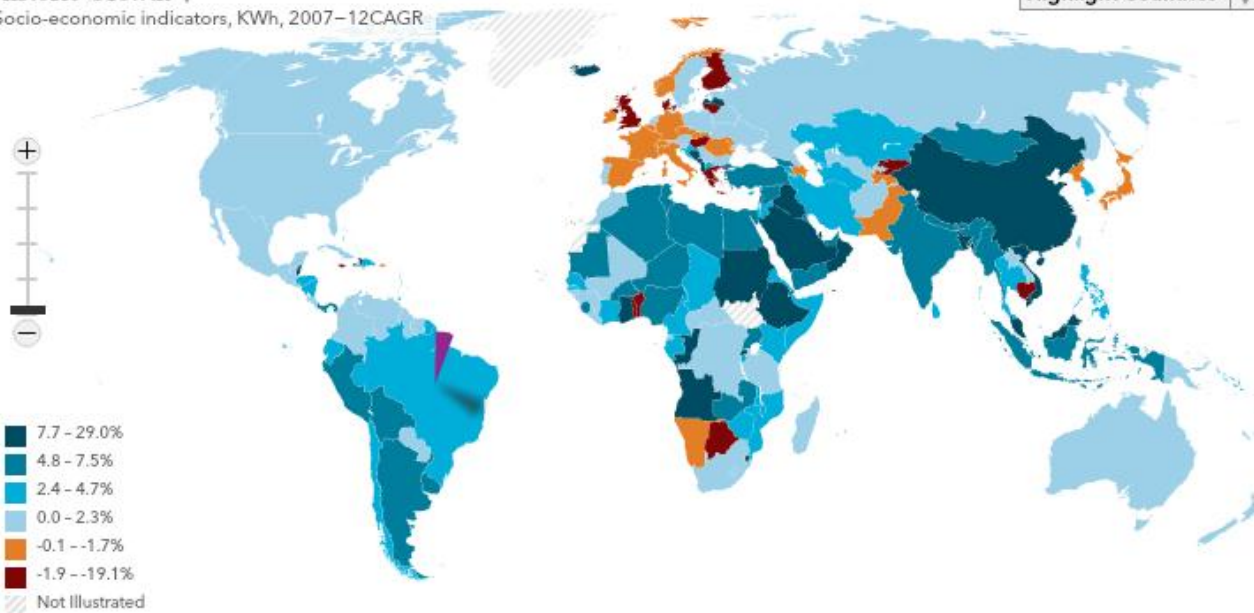 Socio-economic indicators, KWh, 2007–12CAGR
7.7 – 29.0%
4.8 – 7.5%
2.4 – 4.7%
0.0 – 2.3%
-0.1 – -1.7%
-1.9 – -19.1%
Not Illustrated